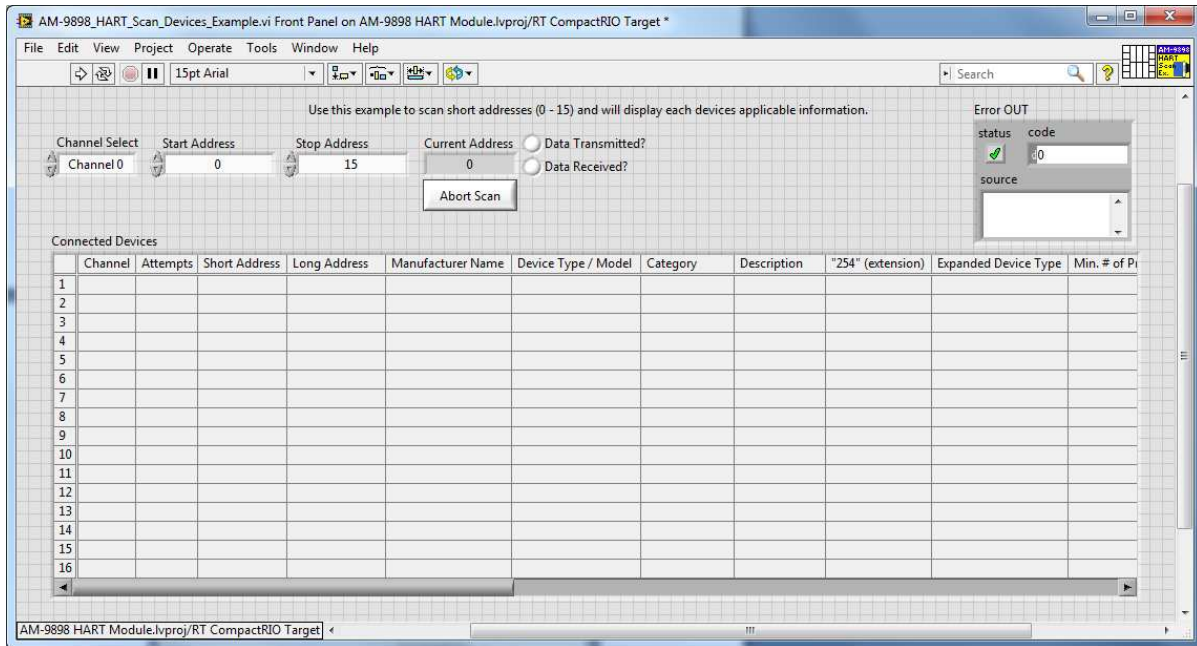 AM-9898_HART_Scan_Devices_Example.vi Front Panel on AM-9898 HART Module.lvproj/RT CompactRIO Target *
File Edit View Project Operate Tools Window Help
15pt Arial
Search
AM-9898
HART
Scan
Ex.
Use this example to scan short addresses (0 - 15) and will display each devices applicable information.
Error OUT
status code
0
source
Channel Select Start Address Stop Address Current Address Data Transmitted?
Channel 0 0 15 0 Data Received?
Abort Scan
Connected Devices
Channel Attempts Short Address Long Address Manufacturer Name Device Type / Model Category Description "254" (extension) Expanded Device Type Min. # of
1
2
3
4
5
6
7
8
9
10
11
12
13
14
15
16
AM-9898 HART Module.lvproj/RT CompactRIO Target